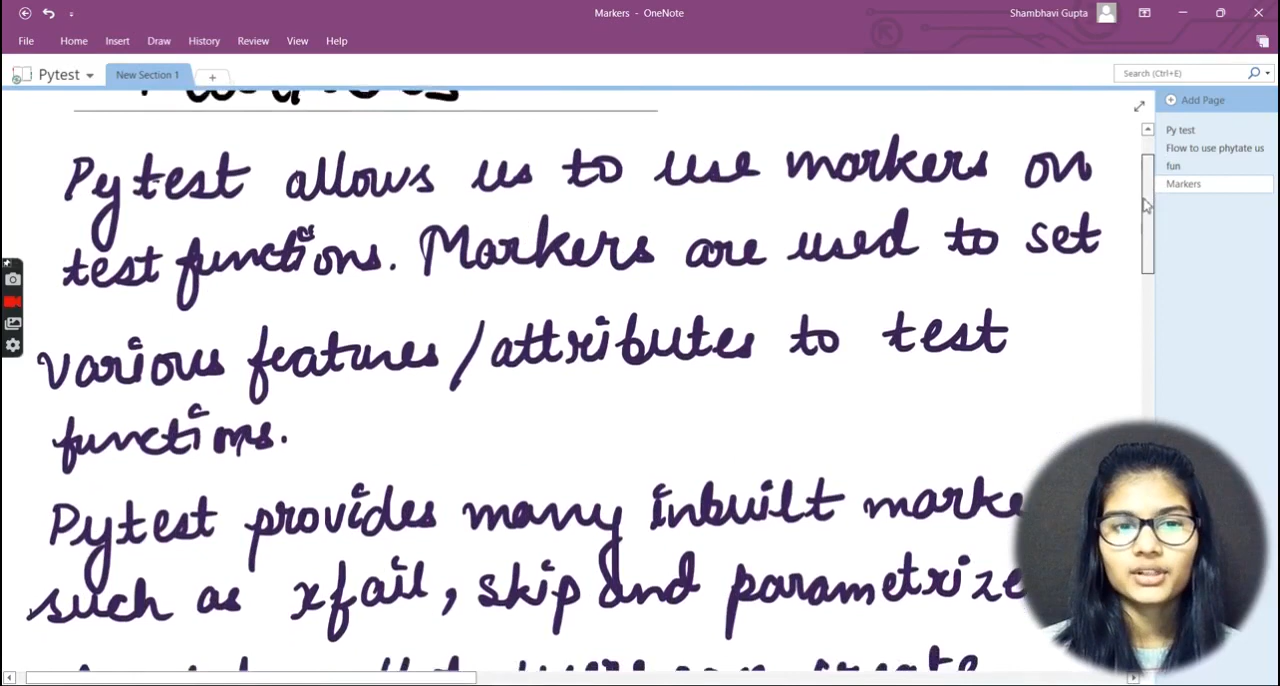 Markers - OneNote
Shambhavi Gupta
File Home Insert Draw History Review View Help
Pytest
New Section 1
Search (Ctrl+E)
Add Page
Py test
Flow to use phytate us
fun
Markers
Pytest allows us to use markers on
test functions. Markers are used to set
various features/attributes to test
functions.
Pytest provides many inbuilt marke
such as xfail, skip and parametrize
create